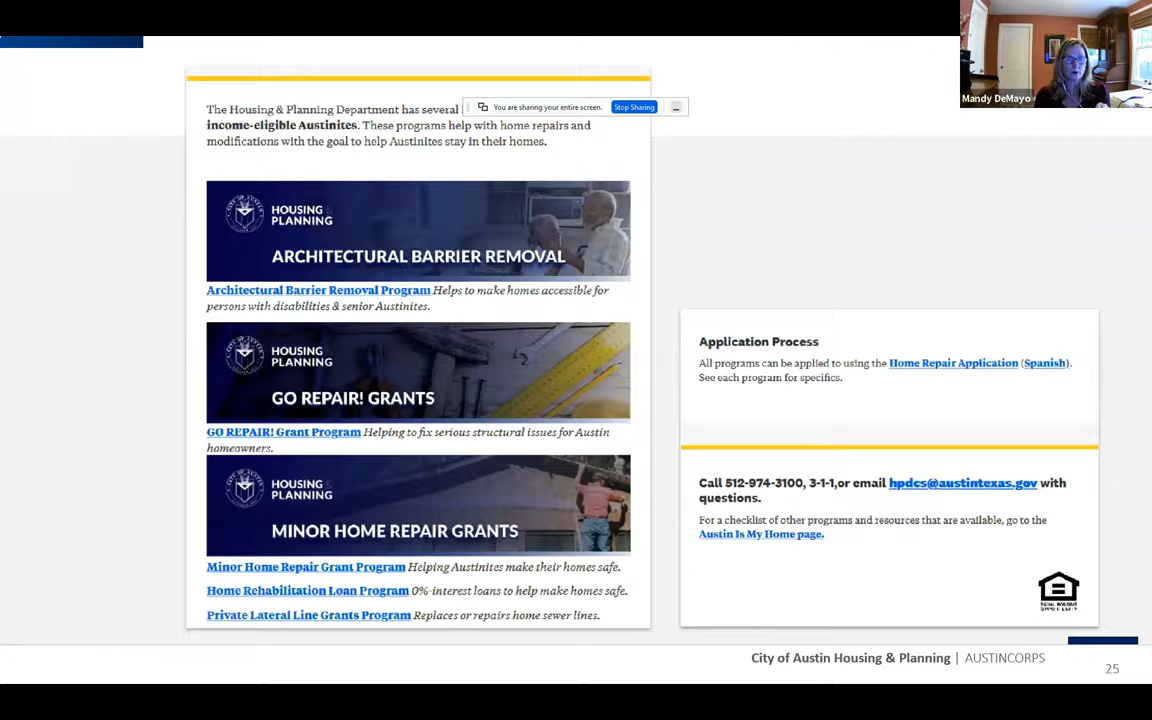 Mandy DeMayo
The Housing & Planning Department has several
You are sharing your entire screen.
Stop Sharing
income-eligible Austinites. These programs help with home repairs and
modifications with the goal to help Austinites stay in their homes.
HOUSING
PLANNING
ARCHITECTURAL BARRIER REMOVAL
Architectural Barrier Removal Program Helps to make homes accessible for
persons with disabilities & senior Austinites.
HOUSING
PLANNING
GO REPAIR! GRANTS
GO REPAIR! Grant Program Helping to fix serious structural issues for Austin
homeowners.
HOUSING
PLANNING
MINOR HOME REPAIR GRANTS
Minor Home Repair Grant Program Helping Austinites make their homes safe.
Home Rehabilitation Loan Program 0%-interest loans to help make homes safe.
Private Lateral Line Grants Program Replaces or repairs home sewer lines.
Application Process
All programs can be applied to using the Home Repair Application (Spanish).
See each program for specifics.
Call 512-974-3100, 3-1-1,or email hpdcs@austintexas.gov with
questions.
For a checklist of other programs and resources that are available, go to the
Austin Is My Home page.
EQUAL HOUSING
OPPORTUNITY
City of Austin Housing & Planning | AUSTINCORPS
25